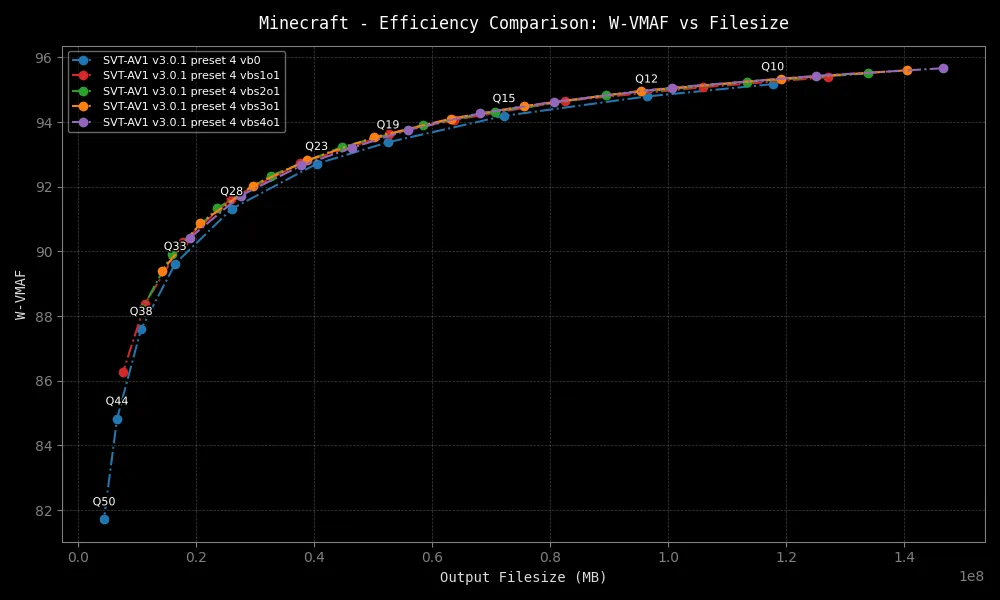 Minecraft - Efficiency Comparison: W-VMAF vs Filesize
SVT-AV1 v3.0.1 preset 4 vb0
SVT-AV1 v3.0.1 preset 4 vbs1o1
SVT-AV1 v3.0.1 preset 4 vbs2o1
SVT-AV1 v3.0.1 preset 4 vbs3o1
SVT-AV1 v3.0.1 preset 4 vbs4o1
96
94
92
90
88
86
84
82
W-VMAF
Q10
Q12
Q15
Q19
Q23
Q28
Q33
Q38
Q44
Q50
0.0 0.2 0.4 0.6 0.8 1.0 1.2 1.4
1e8
Output Filesize (MB)